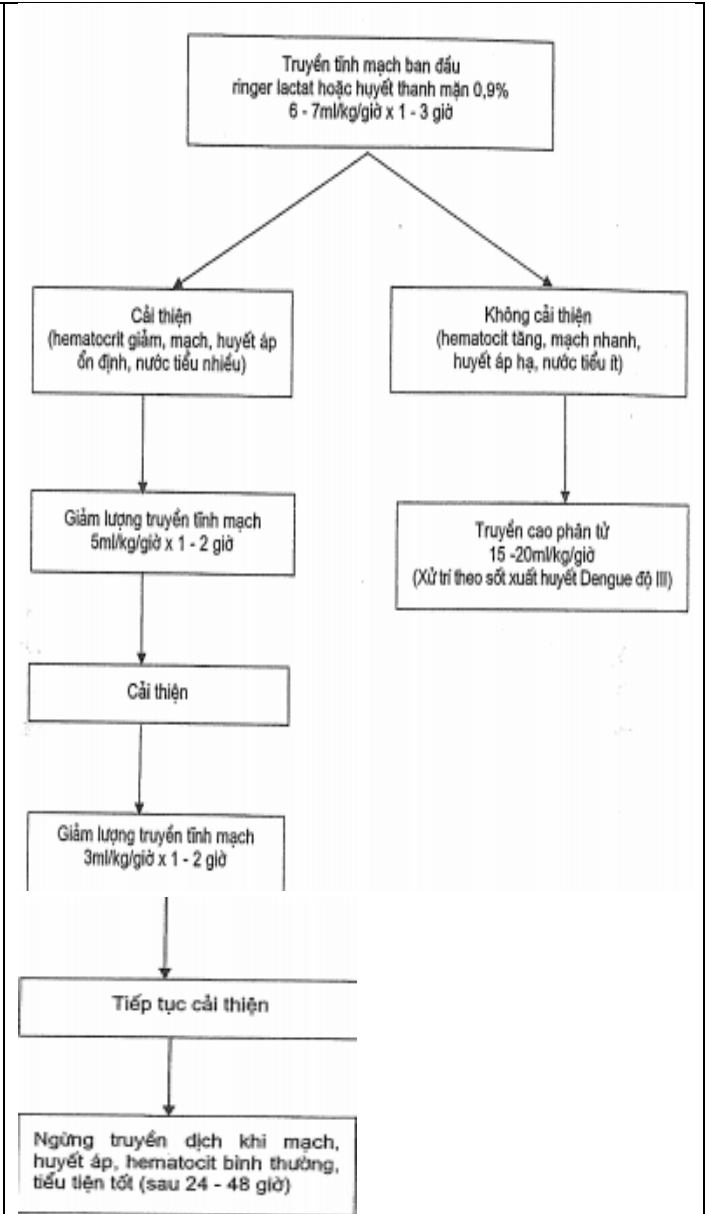 Truyền tĩnh mạch ban đầu
ringer lactat hoặc huyết thanh mặn 0,9%
6 - 7ml/kg/giờ x 1 - 3 giờ
Cải thiện
(hematocrit giảm, mạch, huyết áp
ổn định, nước tiểu nhiều)
Không cải thiện
(hematocit tăng, mạch nhanh,
huyết áp hạ, nước tiểu ít)
Giảm lượng truyền tĩnh mạch
5ml/kg/giờ x 1 - 2 giờ
Truyền cao phân tử
15 -20ml/kg/giờ
(Xử trí theo sốt xuất huyết Dengue độ III)
Cải thiện
Giảm lượng truyền tĩnh mạch
3ml/kg/giờ x 1 - 2 giờ
Tiếp tục cải thiện
Ngừng truyền dịch khi mạch,
huyết áp, hematocit bình thường,
tiểu tiện tốt (sau 24 - 48 giờ)